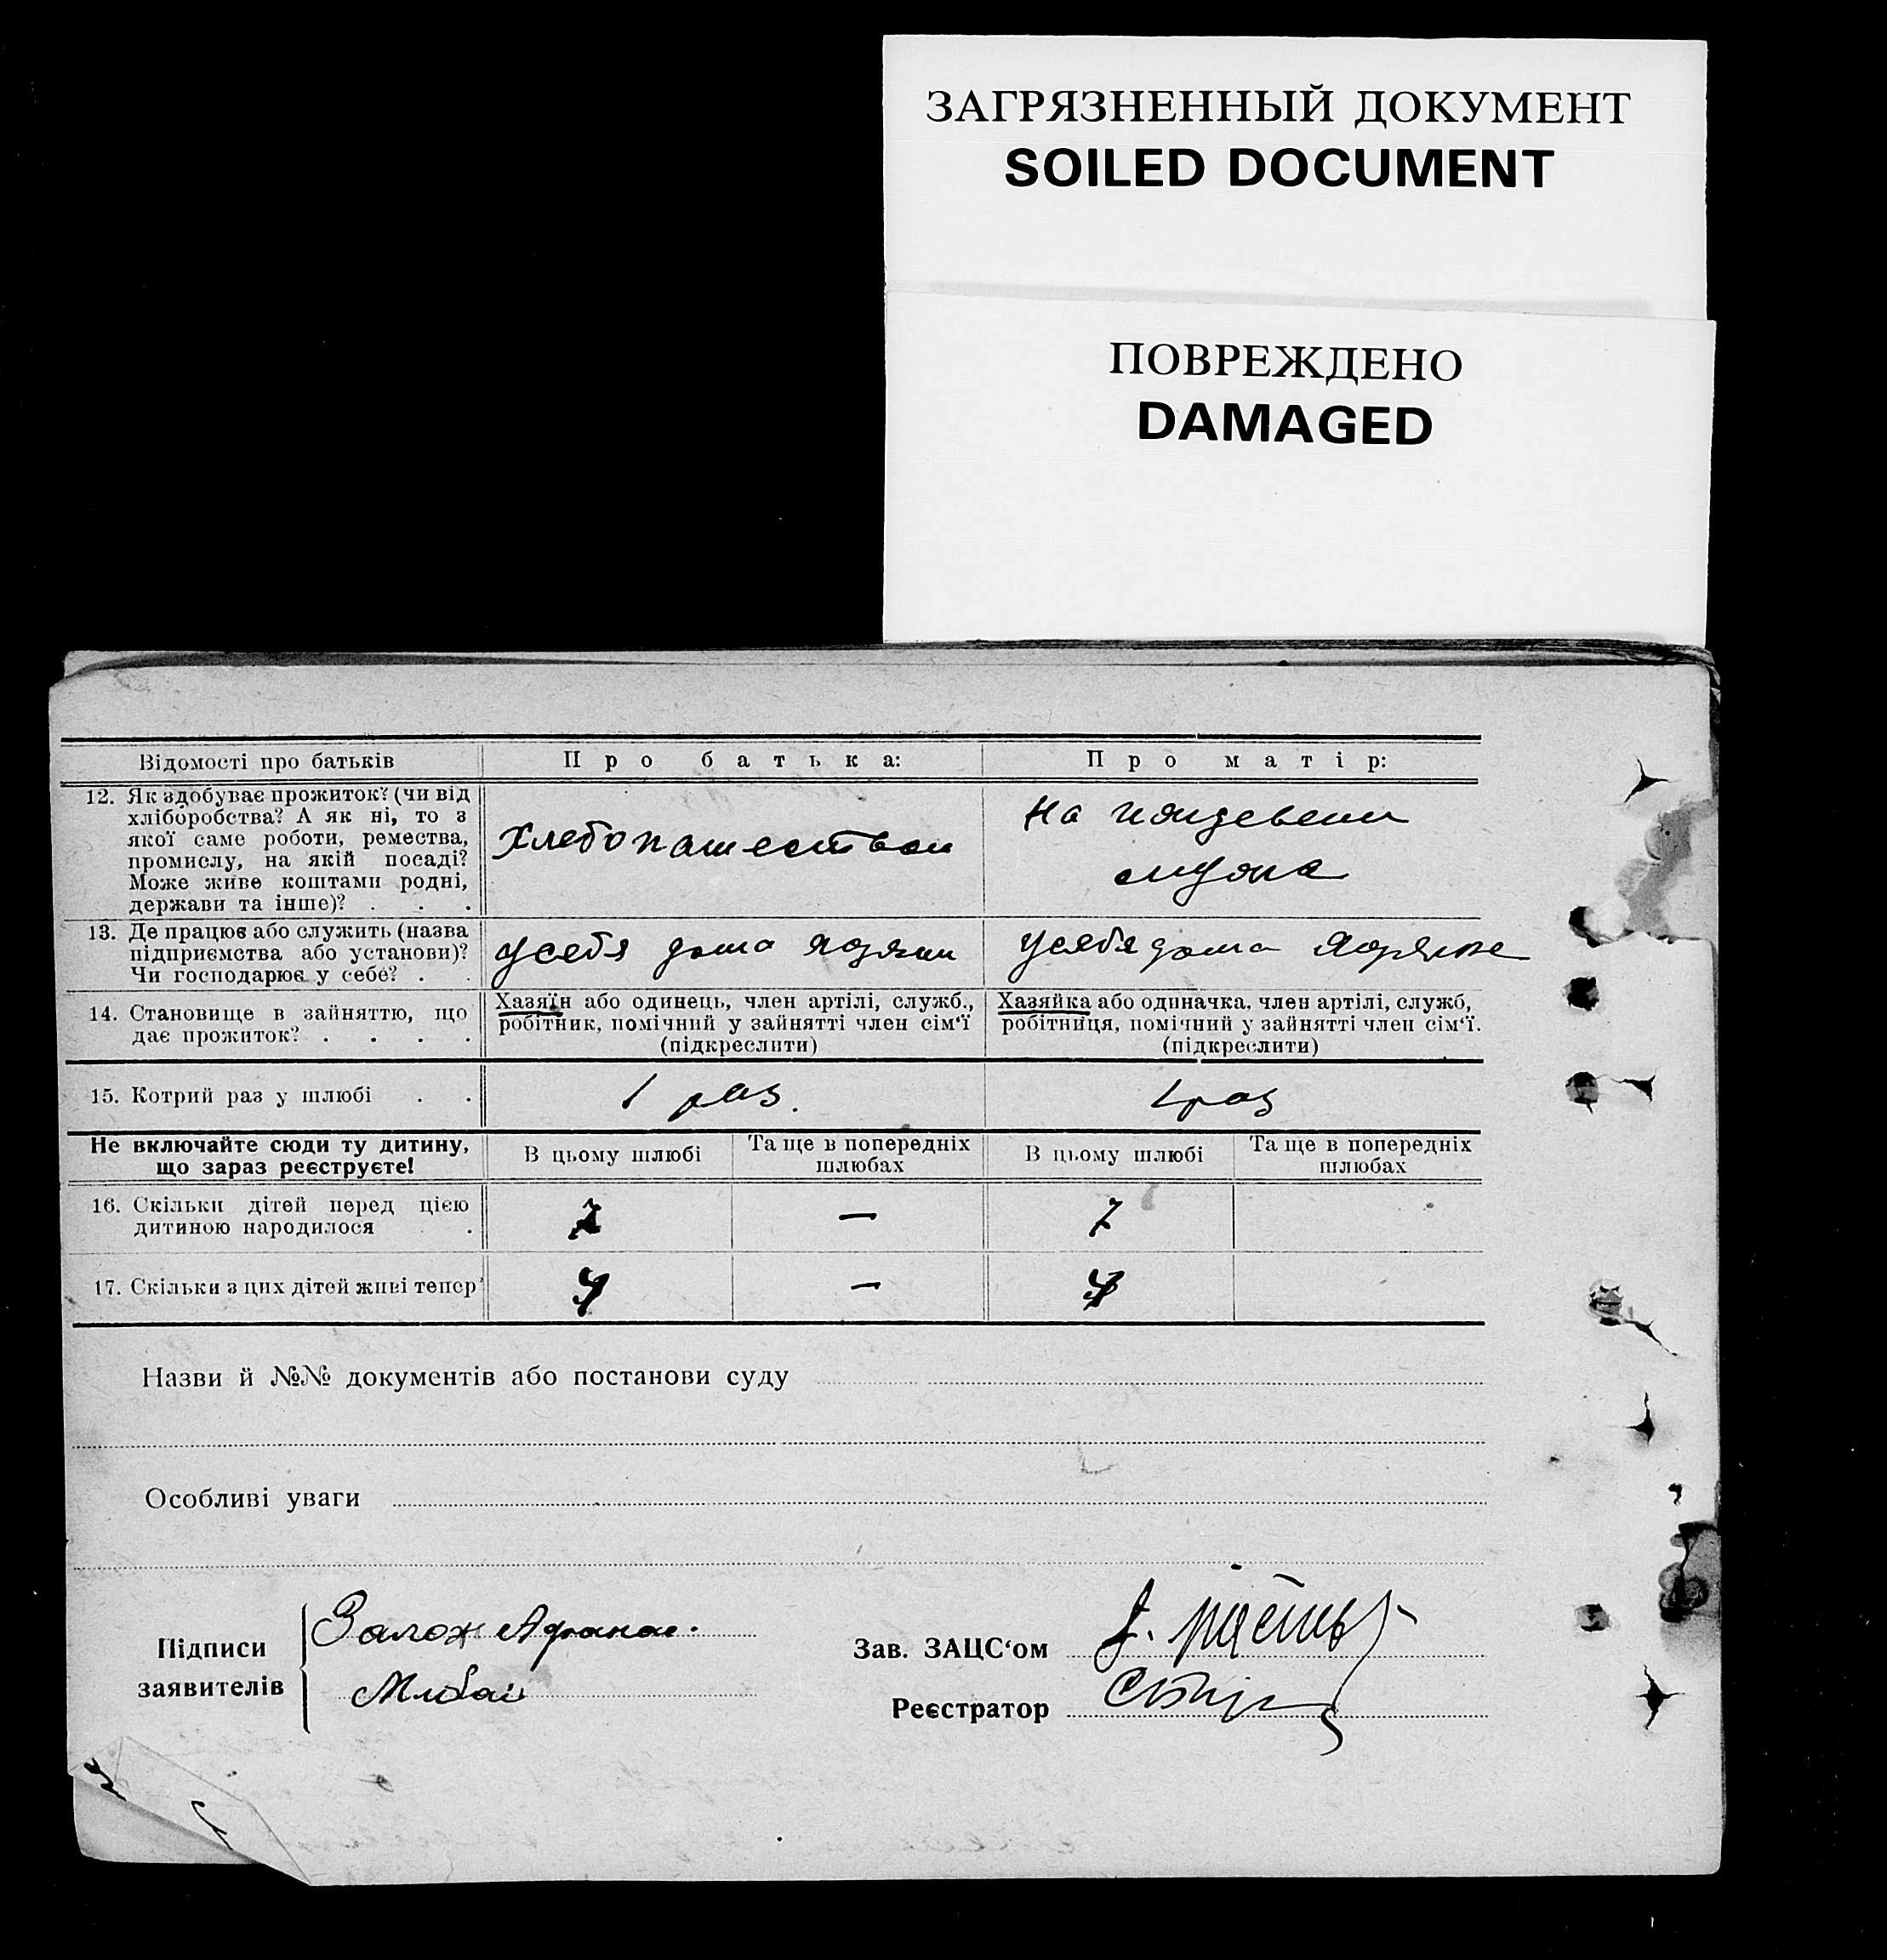 ЗАГРЯЗНЕННЫЙ ДОКУМЕНТ
SOILED DOCUMENT
ПОВРЕЖДЕНО
DAMAGED
Відомості про батьків
Про батька:
Про матір:
12. Як здобуває прожиток? (чи від
хліборобства? А як ні, то з
якої саме роботи, ремества,
промислу, на якій посаді?
Може живе коштами родні,
держави та інше)? . . .
Хлебопашеством
На иждевени
мужа
13. Де працює або служить (назва
підприємства або установи)?
Чи господарює у себе? . .
усебя дома
усебя дома
14. Становище в зайняттю, що
дає прожиток? . . . .
Хазяїн або одинець, член артілі, служб.,
робітник, помічний у зайнятті член сім'ї
(підкреслити)
Хазяйка або одиначка, член артілі, служб,
робітниця, помічний у зайнятті член сім'ї.
(підкреслити)
15. Котрий раз у шлюбі . .
1 раз.
1 раз
Не включайте сюди ту дитину,
що зараз реєструєте!
В цьому шлюбі
Та ще в попередніх
шлюбах
В цьому шлюбі
Та ще в попередніх
шлюбах
16. Скільки дітей перед цією
дитиною народилося .
7
—
7
17. Скільки з цих дітей живі тепер
—
Назви й №№ документів або постанови суду
Особливі уваги
Підписи
заявителів
Залож
Зав. ЗАЦС'ом
Реєстратор